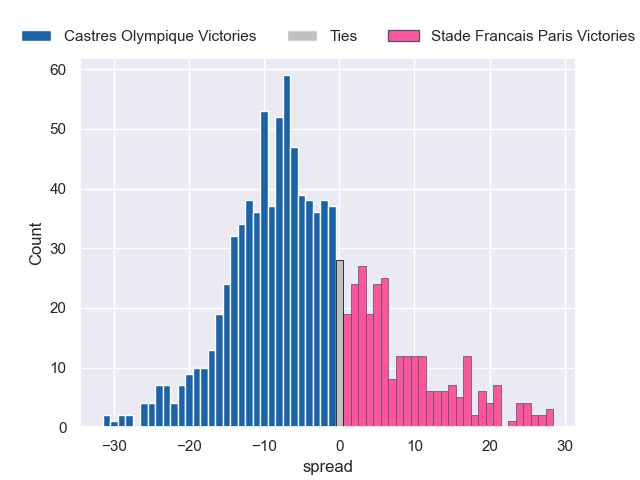 Castres Olympique Victories Ties Stade Francais Paris Victories
60
50
40
30
20
10
0
Count
−30 −20 −10 0 10 20 30
spread